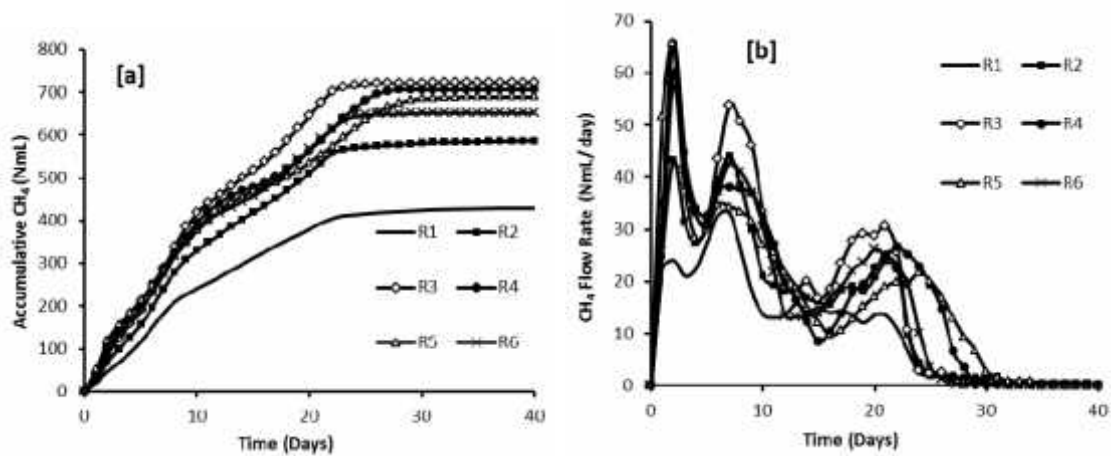 [a]
Accumulative CH₄ (NmL)
800
700
600
500
400
300
200
100
0
R1 R2
R3 R4
R5 R6
0 10 20 30 40
Time (Days)
[b]
CH₄ Flow Rate (NmL/ day)
70
60
50
40
30
20
10
0
R1 R2
R3 R4
R5 R6
0 10 20 30 40
Time (Days)